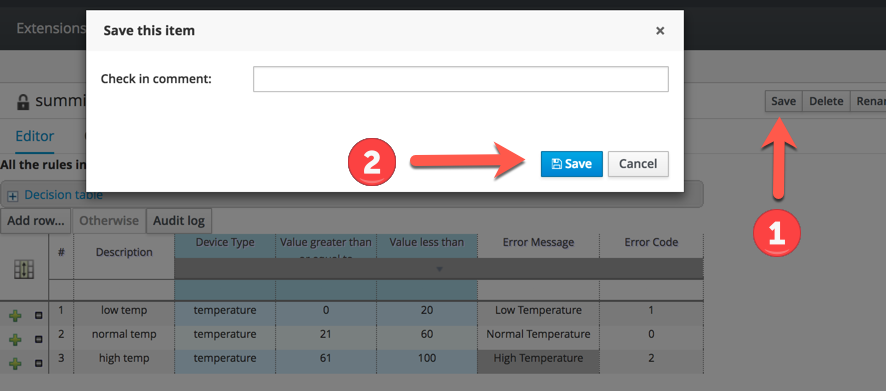 Extensions
Save this item
×
Check in comment:
summi
Save
Delete
Renar
Editor
All the rules in
2
Save
Cancel
Decision table
1
Add row...
Otherwise
Audit log
#
Description
Device Type
Value greater than
Value less than
Error Message
Error Code
1 low temp temperature 0 20 Low Temperature 1
2 normal temp temperature 21 60 Normal Temperature 0
3 high temp temperature 61 100 High Temperature 2